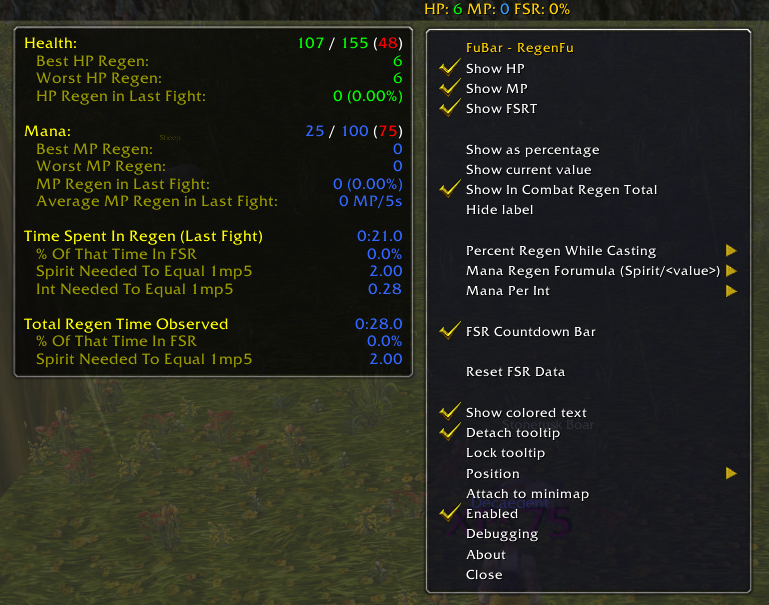 HP: 6 MP: 0 FSR: 0%
Health: 107 / 155 (48)
Best HP Regen: 6
Worst HP Regen: 6
HP Regen in Last Fight: 0 (0.00%)
Mana: 25 / 100 (75)
Best MP Regen: 0
Worst MP Regen: 0
MP Regen in Last Fight: 0 (0.00%)
Average MP Regen in Last Fight: 0 MP/5s
Time Spent In Regen (Last Fight) 0:21.0
% Of That Time In FSR 0.0%
Spirit Needed To Equal 1mp5 2.00
Int Needed To Equal 1mp5 0.28
Total Regen Time Observed 0:28.0
% Of That Time In FSR 0.0%
Spirit Needed To Equal 1mp5 2.00
Sheep
FuBar - RegenFu
Show HP
Show MP
Show FSRT
Show as percentage
Show current value
Show In Combat Regen Total
Hide label
Percent Regen While Casting
Mana Regen Forumula (Spirit/<value>)
Mana Per Int
FSR Countdown Bar
Reset FSR Data
Show colored text
Stonetusk Boar
Detach tooltip
Lock tooltip
Position
Attach to minimap
Enabled
Debugging
About
Close